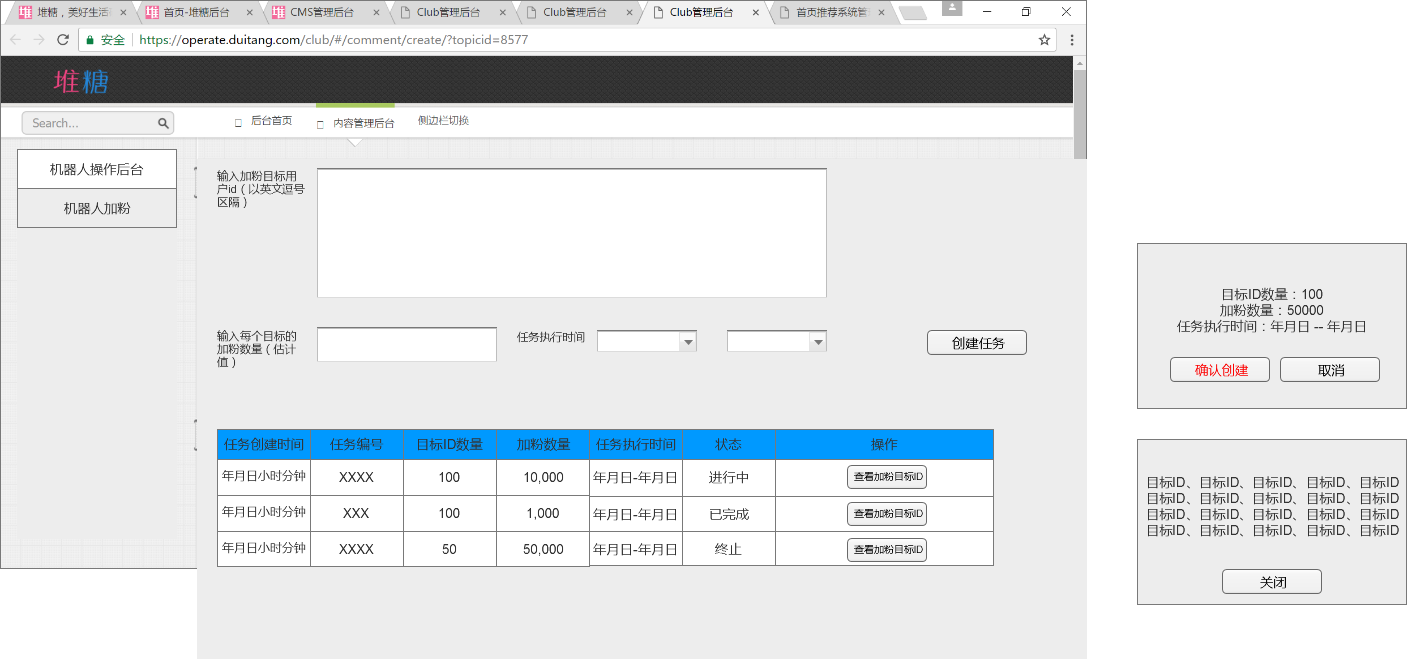 堆糖，美好生活
首页-堆糖后台
CMS管理后台
Club管理后台
Club管理后台
Club管理后台
首页推荐系统管
安全
https://operate.duitang.com/club/#/comment/create/?topicid=8577
堆糖
Search...
后台首页
内容管理后台
侧边栏切换
机器人操作后台
机器人加粉
输入加粉目标用
户id（以英文逗号
区隔）
输入每个目标的
加粉数量（估计
值）
任务执行时间
创建任务
任务创建时间 任务编号 目标ID数量 加粉数量 任务执行时间 状态 操作
年月日小时分钟 XXXX 100 10,000 年月日-年月日 进行中 查看加粉目标ID
年月日小时分钟 XXX 100 1,000 年月日-年月日 已完成 查看加粉目标ID
年月日小时分钟 XXXX 50 50,000 年月日-年月日 终止 查看加粉目标ID
目标ID数量：100
加粉数量：50000
任务执行时间：年月日 -- 年月日
确认创建 取消
目标ID、目标ID、目标ID、目标ID、目标ID
目标ID、目标ID、目标ID、目标ID、目标ID
目标ID、目标ID、目标ID、目标ID、目标ID
目标ID、目标ID、目标ID、目标ID、目标ID
关闭